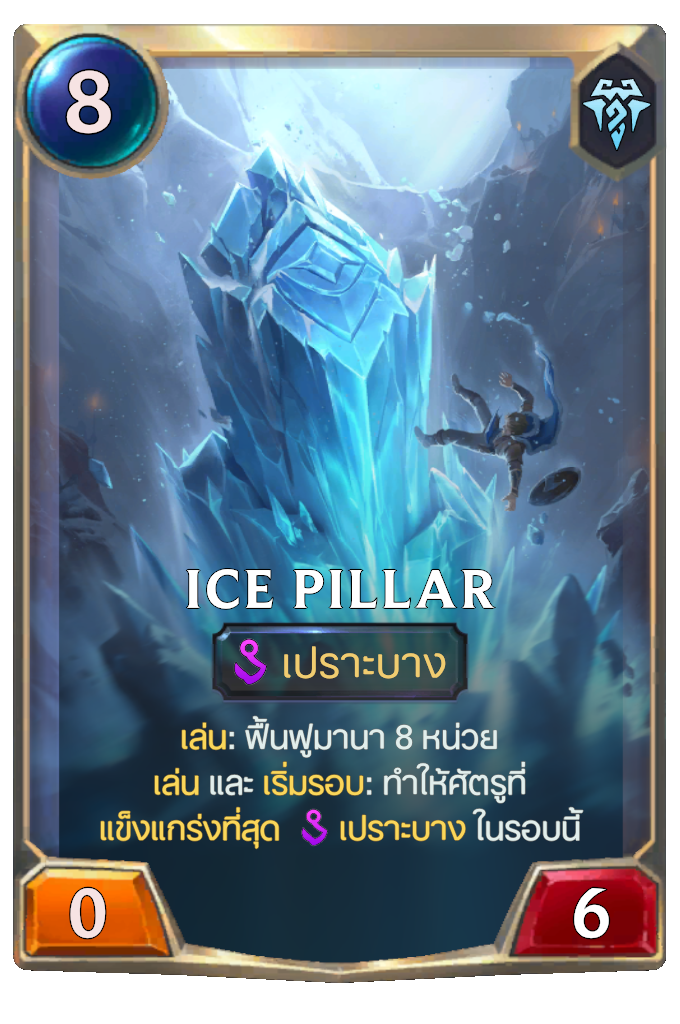 8
ICE PILLAR
เปราะบาง
เล่น: ฟื้นฟูมานา 8 หน่วย
เล่น และ เริ่มรอบ: ทำให้ศัตรูที่
แข็งแกร่งที่สุด เปราะบาง ในรอบนี้
0
6